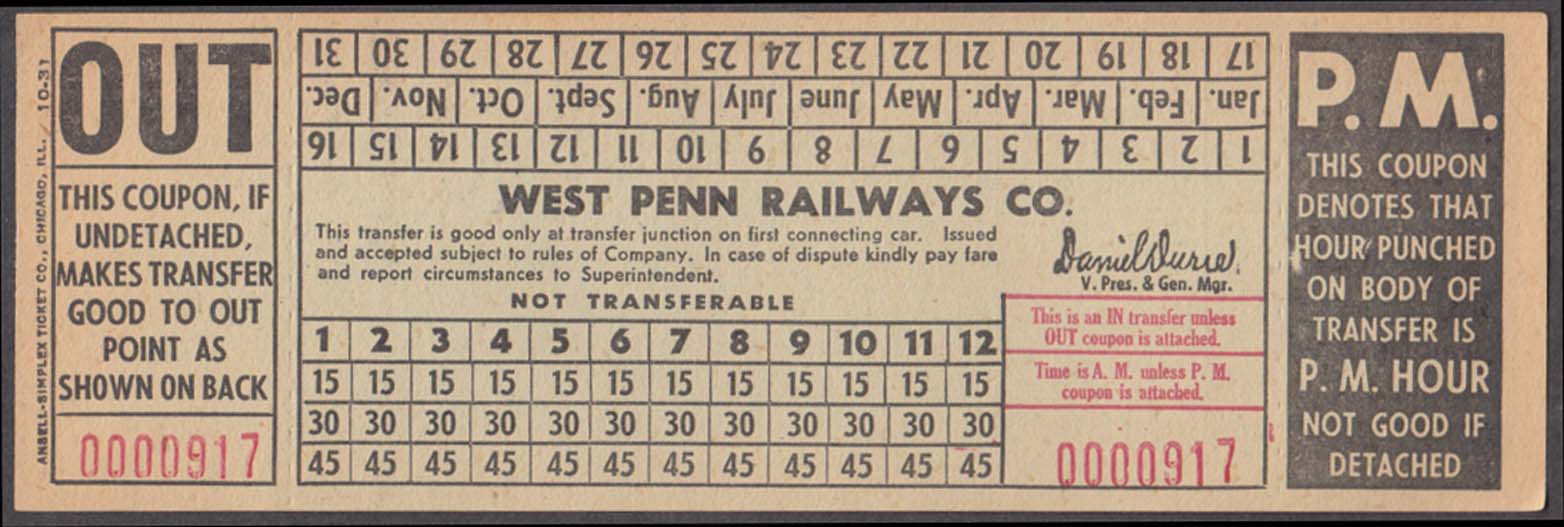 ANSELL-SIMPLEX TICKET CO., CHICAGO, ILL. 10-31
OUT
THIS COUPON, IF
UNDETACHED,
MAKES TRANSFER
GOOD TO OUT
POINT AS
SHOWN ON BACK
0000917
31 30 29 28 27 26 25 24 23 22 21 20 19 18 17
Dec. Nov. Oct. Sept. Aug. July June May Apr. Mar. Feb. Jan.
16 15 14 13 12 11 10 9 8 7 6 5 4 3 2 1
WEST PENN RAILWAYS CO.
This transfer is good only at transfer junction on first connecting car. Issued
and accepted subject to rules of Company. In case of dispute kindly pay fare
and report circumstances to Superintendent.
NOT TRANSFERABLE
Daniel Durie.
V. Pres. & Gen. Mgr.
1 2 3 4 5 6 7 8 9 10 11 12
15 15 15 15 15 15 15 15 15 15 15 15
30 30 30 30 30 30 30 30 30 30 30 30
45 45 45 45 45 45 45 45 45 45 45 45
This is an IN transfer unless
OUT coupon is attached.
Time is A. M. unless P. M.
coupon is attached.
0000917
P. M.
THIS COUPON
DENOTES THAT
HOUR PUNCHED
ON BODY OF
TRANSFER IS
P. M. HOUR
NOT GOOD IF
DETACHED